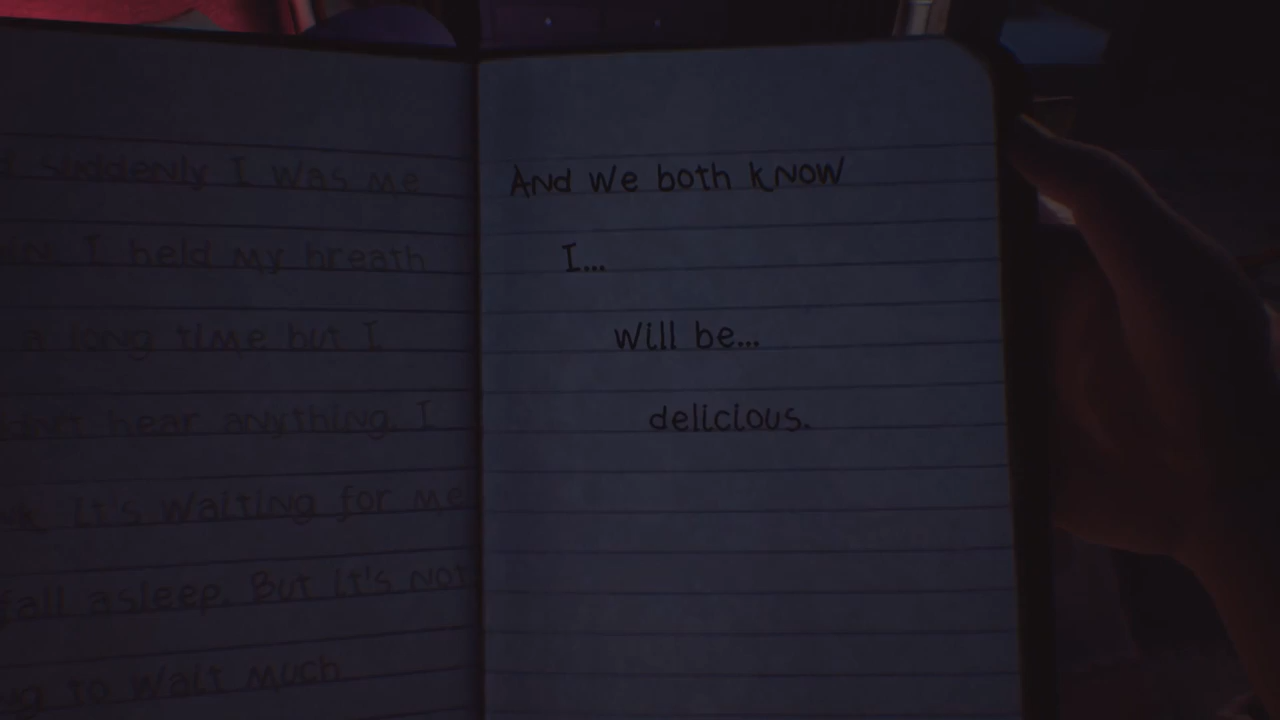 suddenly I was me
I held my breath
a long time but I
hear anything. I
It's waiting for me
fall asleep. But it's not
to wait much
And we both know
I...
will be...
delicious.